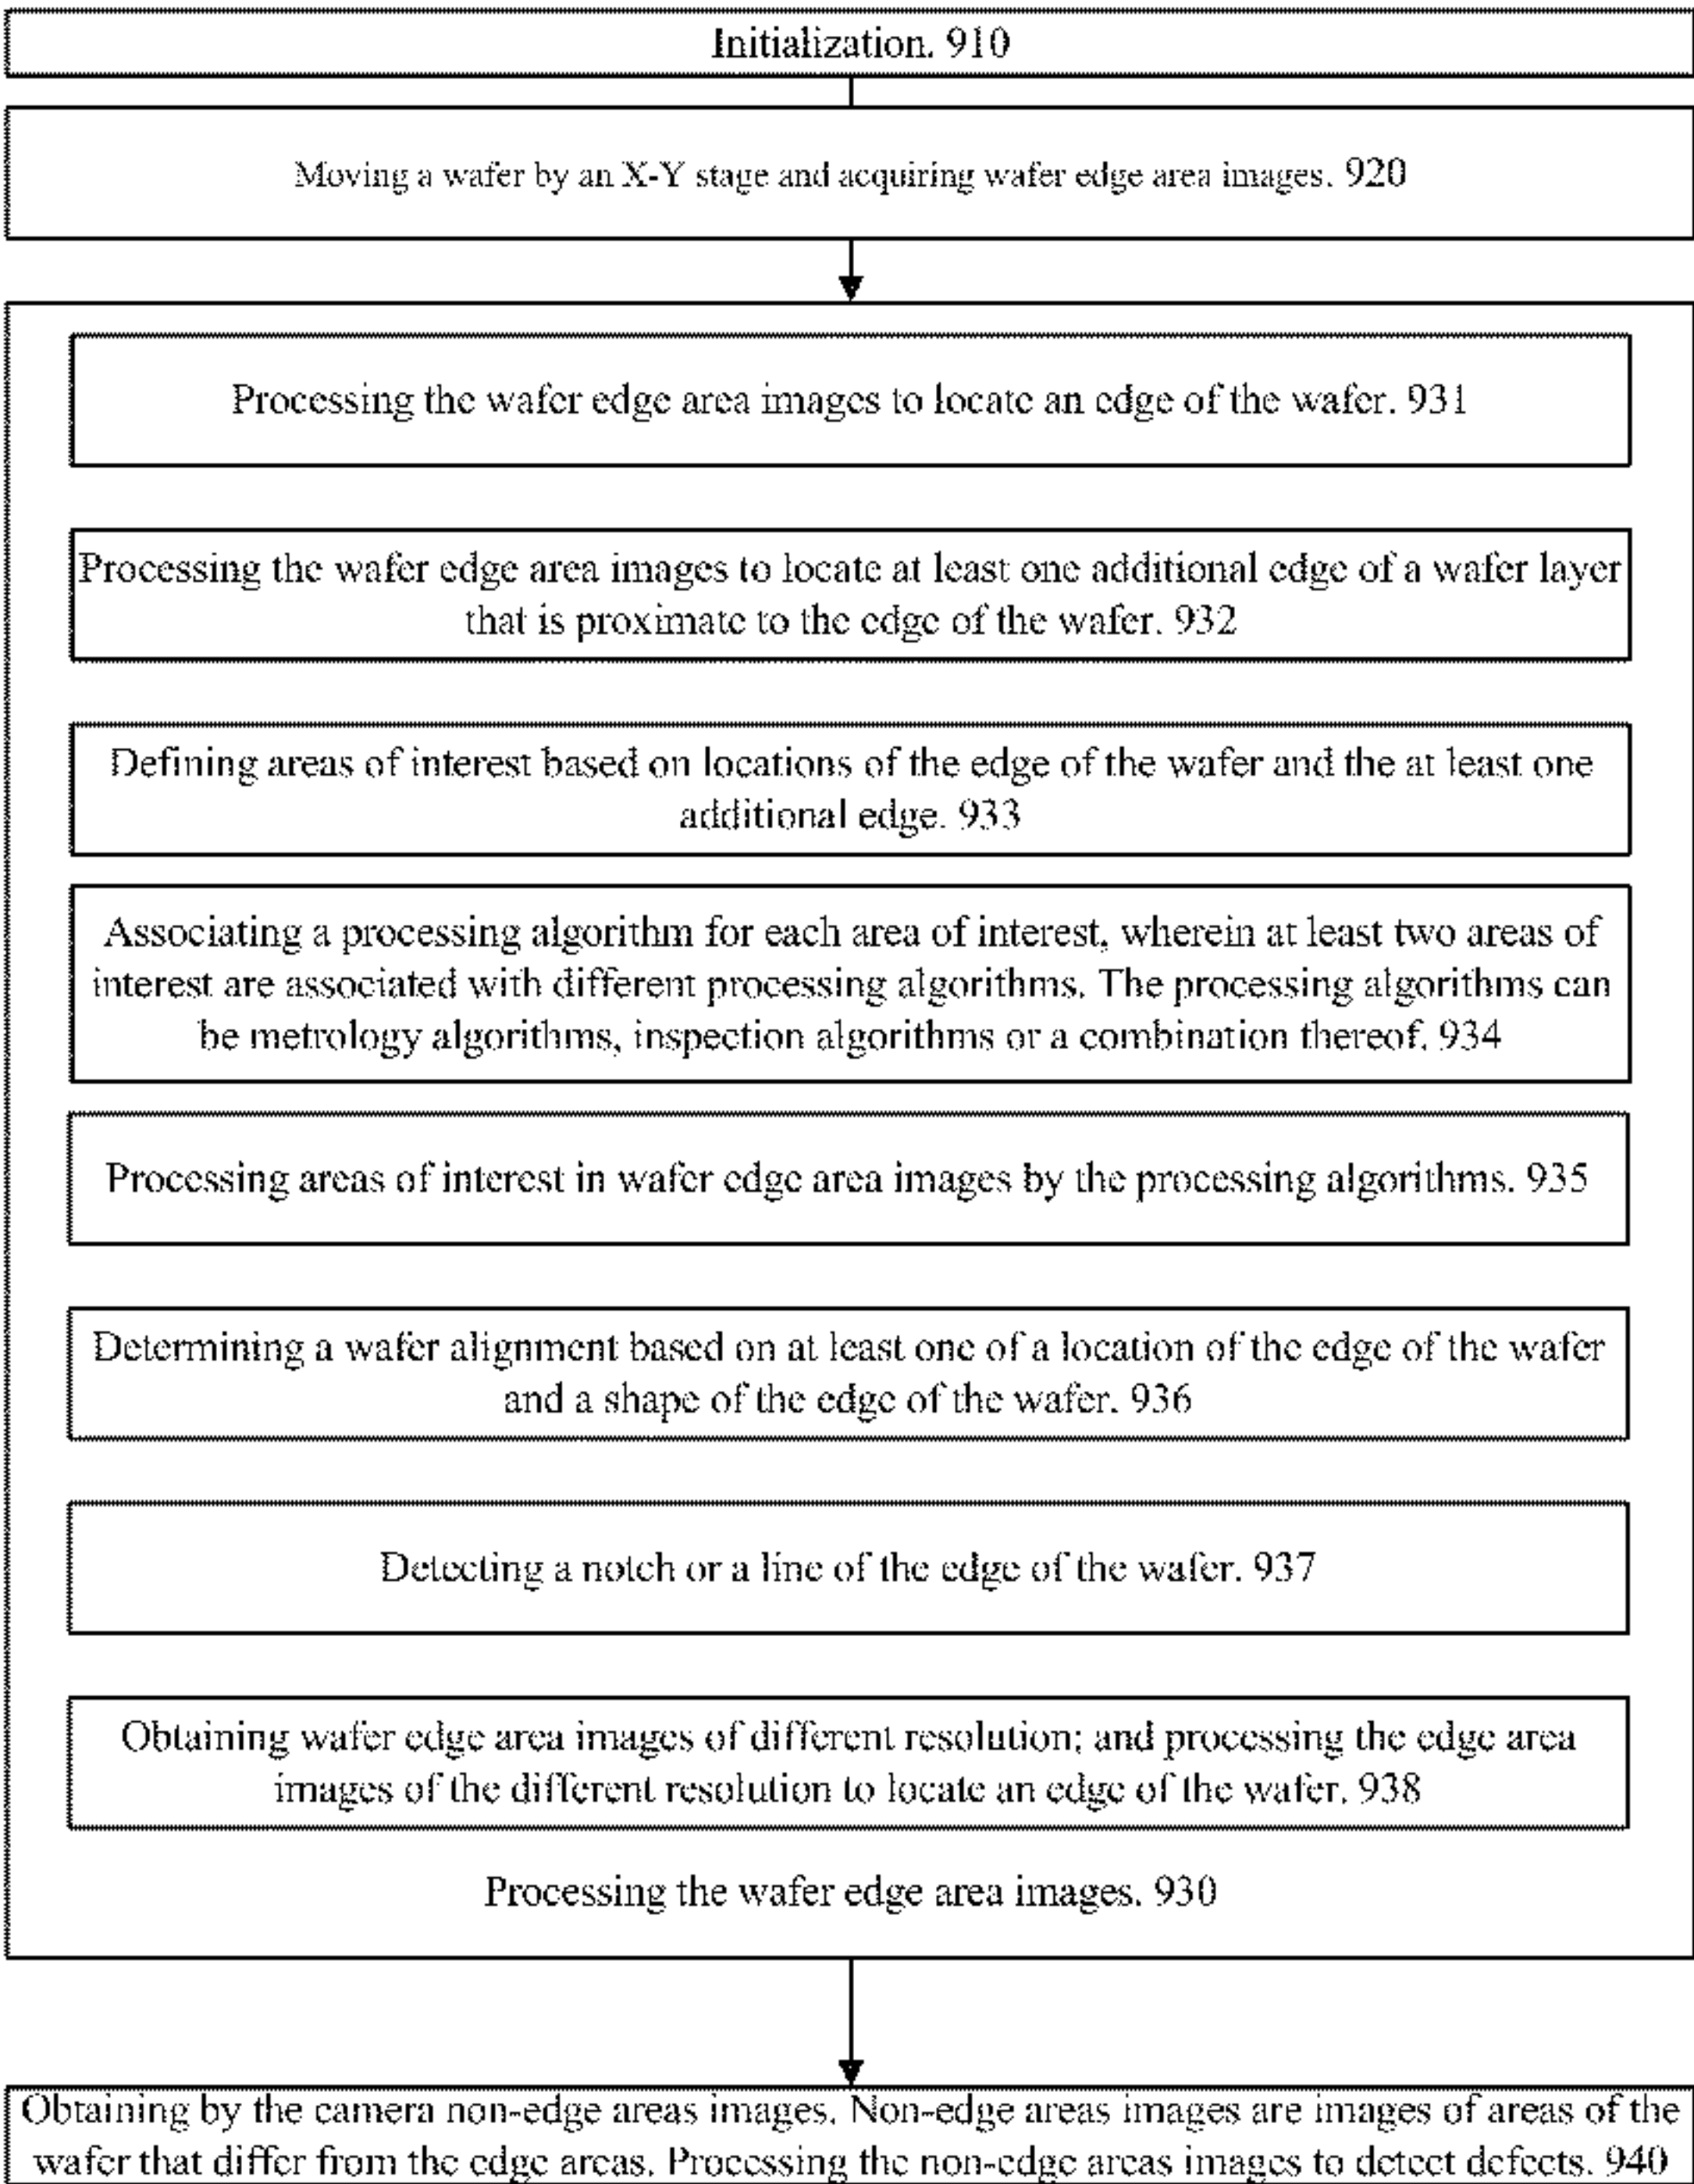 Initialization. 910
Moving a wafer by an X-Y stage and acquiring wafer edge area images. 920
Processing the wafer edge area images to locate an edge of the wafer. 931
Processing the wafer edge area images to locate at least one additional edge of a wafer layer
that is proximate to the edge of the wafer. 932
Defining areas of interest based on locations of the edge of the wafer and the at least one
additional edge. 933
Associating a processing algorithm for each area of interest, wherein at least two areas of
interest are associated with different processing algorithms. The processing algorithms can
be metrology algorithms, inspection algorithms or a combination thereof. 934
Processing areas of interest in wafer edge area images by the processing algorithms. 935
Determining a wafer alignment based on at least one of a location of the edge of the wafer
and a shape of the edge of the wafer. 936
Detecting a notch or a line of the edge of the wafer. 937
Obtaining wafer edge area images of different resolution; and processing the edge area
images of the different resolution to locate an edge of the wafer. 938
Processing the wafer edge area images. 930
Obtaining by the camera non-edge areas images. Non-edge areas images are images of areas of the
wafer that differ from the edge areas. Processing the non-edge areas images to detect defects. 940